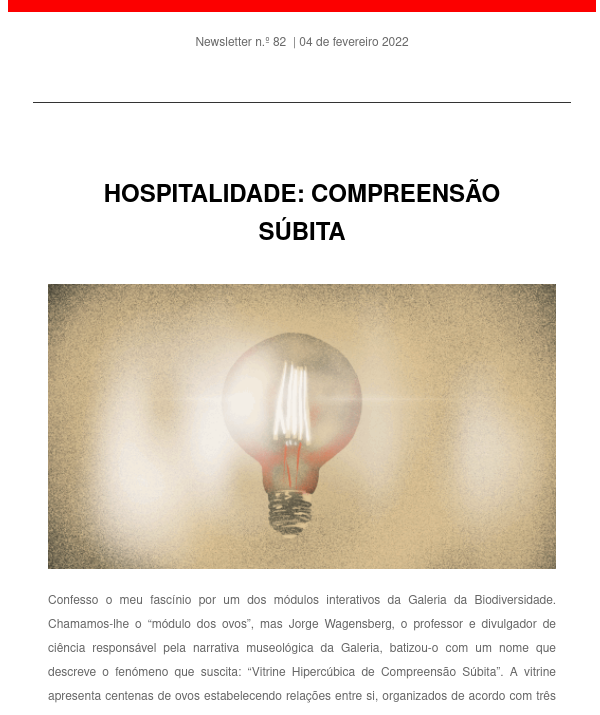 Newsletter n.º 82 | 04 de fevereiro 2022
HOSPITALIDADE: COMPREENSÃO
SÚBITA
Confesso o meu fascínio por um dos módulos interativos da Galeria da Biodiversidade.
Chamamos-lhe o “módulo dos ovos”, mas Jorge Wagensberg, o professor e divulgador de
ciência responsável pela narrativa museológica da Galeria, batizou-o com um nome que
descreve o fenómeno que suscita: “Vitrine Hipercúbica de Compreensão Súbita”. A vitrine
apresenta centenas de ovos estabelecendo relações entre si, organizados de acordo com três